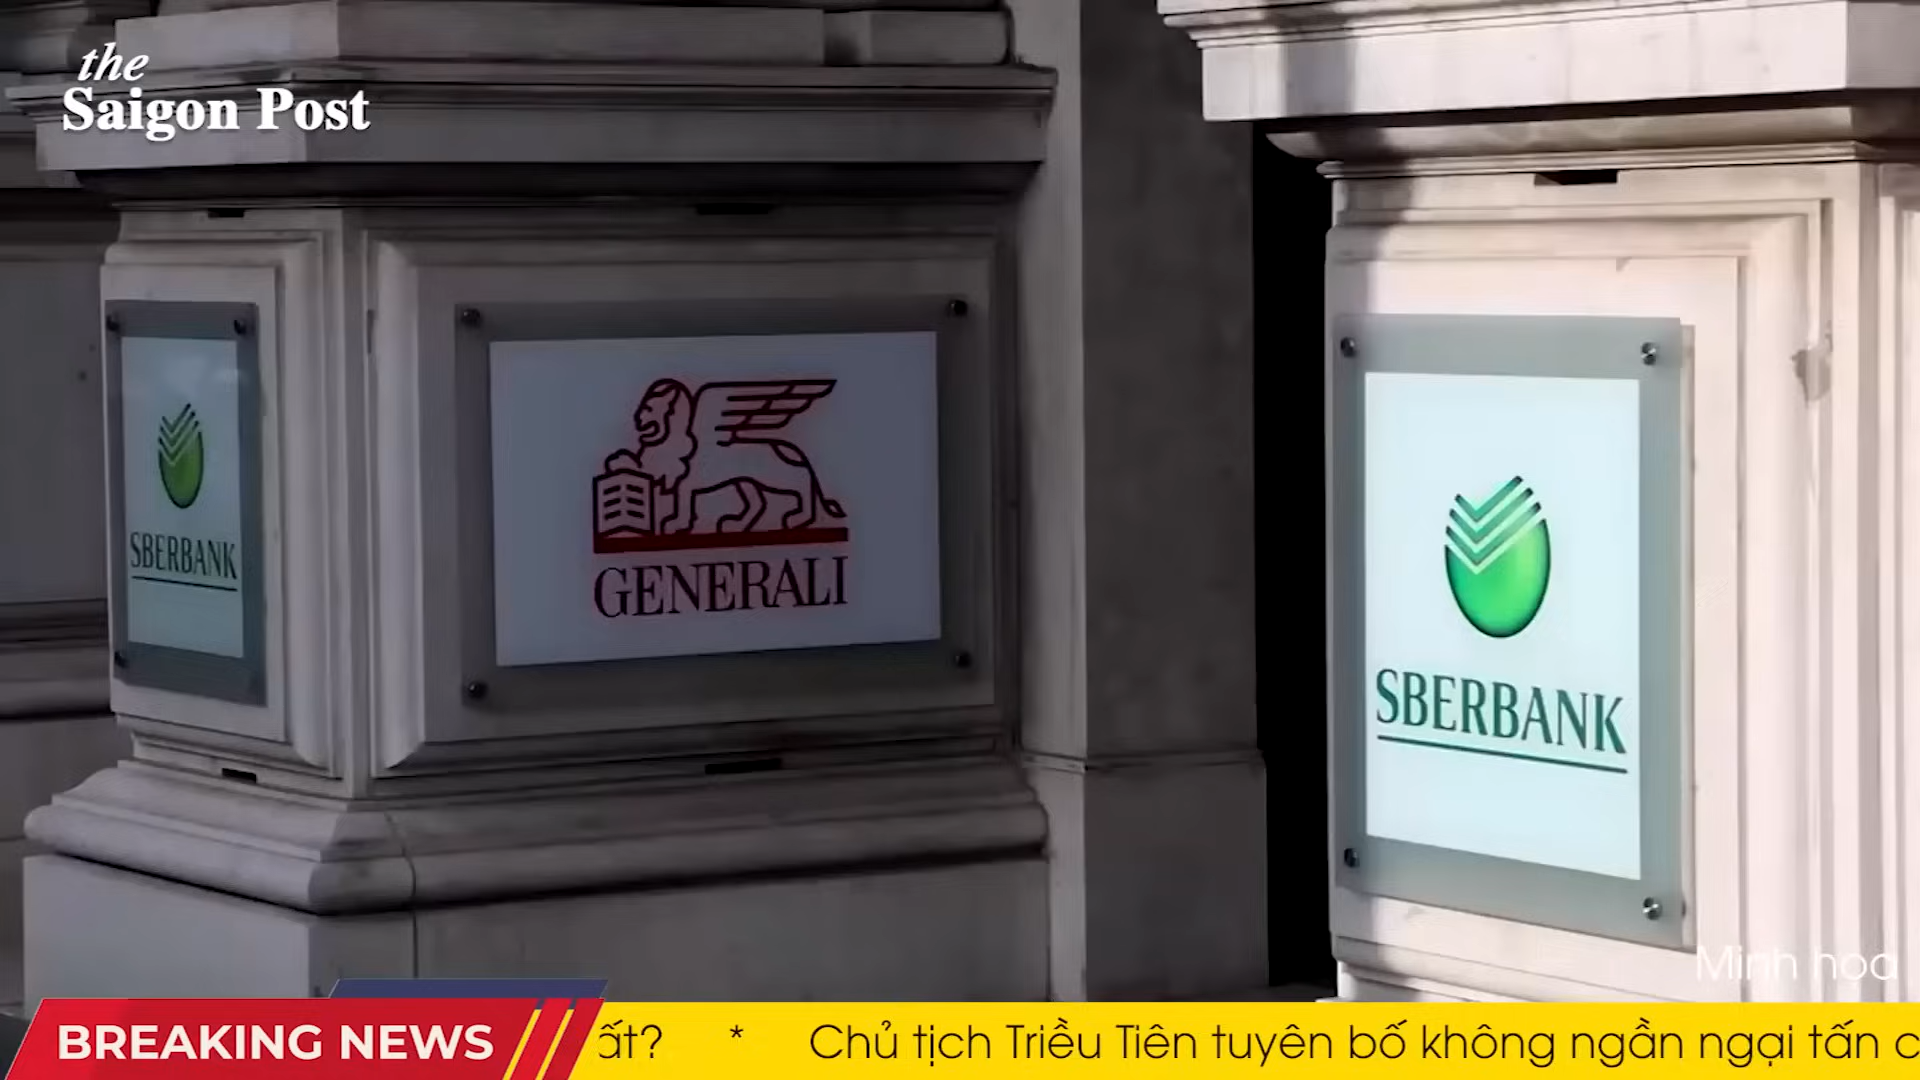 the
Saigon Post
SBERBANK
GENERALI
SBERBANK
Minh họa
BREAKING NEWS
ất? * Chủ tịch Triều Tiên tuyên bố không ngần ngại tấn c